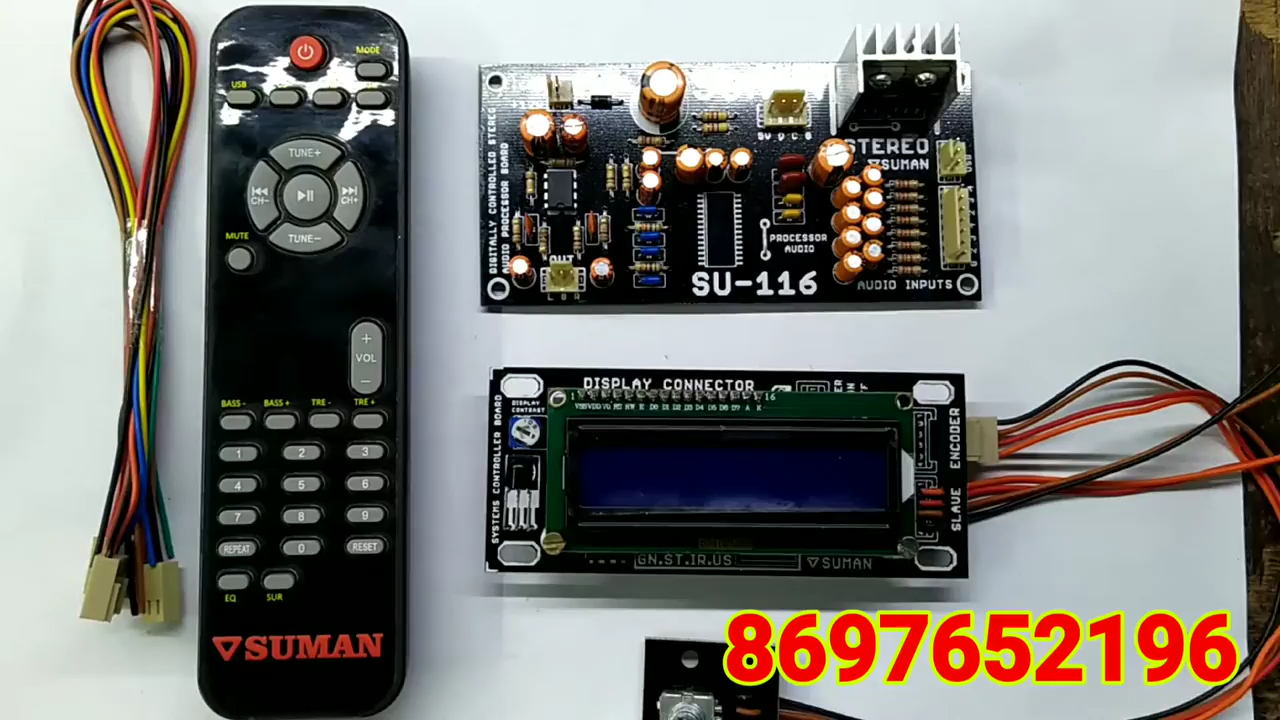 MODE
USB
TUNE+
CH-
CH+
TUNE-
MUTE
+
VOL
-
BASS - BASS + TRE - TRE +
1 2 3
4 5 6
7 8 9
REPEAT 0 RESET
EQ SUR
SUMAN
DIGITALLY CONTROLLED STEREO
AUDIO PROCESSOR BOARD
STEREO
SUMAN
PROCESSOR
AUDIO
OUT
L G R
SU-116
AUDIO INPUTS
DISPLAY CONNECTOR
1 16
DISPLAY
CONTRAST
SYSTEMS CONTROLLER BOARD
ENCODER
SLAVE
GN.ST.IR.US
SUMAN
8697652196